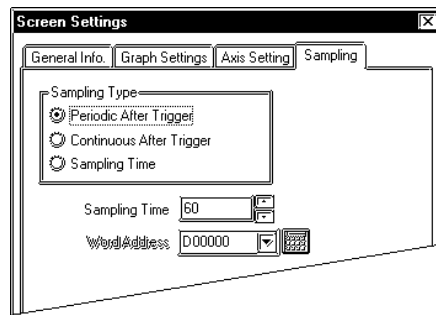 Screen Settings
General Info. Graph Settings Axis Setting Sampling
Sampling Type
Periodic After Trigger
Continuous After Trigger
Sampling Time
Sampling Time 60
Word Address D00000